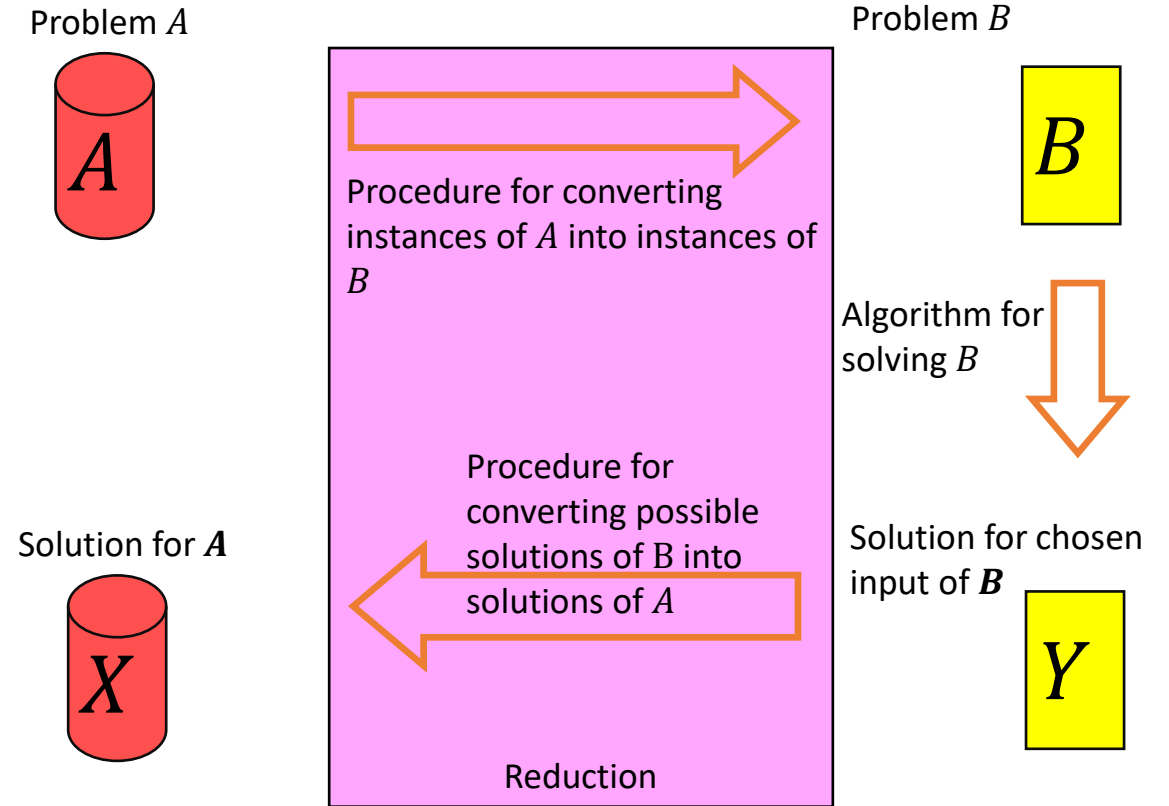 Problem A
Problem B
A
B
Procedure for converting
instances of A into instances of
B
Algorithm for
solving B
Procedure for
converting possible
solutions of B into
solutions of A
Solution for A
Solution for chosen
input of B
X
Y
Reduction